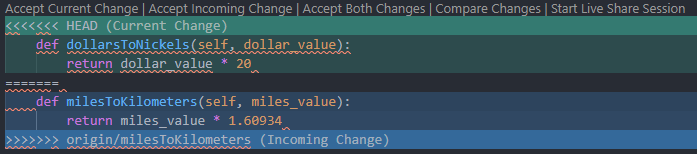 Accept Current Change | Accept Incoming Change | Accept Both Changes | Compare Changes | Start Live Share Session
<<<<<<< HEAD (Current Change)
    def dollarsToNickels(self, dollar_value):
        return dollar_value * 20
=======
    def milesToKilometers(self, miles_value):
        return miles_value * 1.60934
>>>>>>> origin/milesToKilometers (Incoming Change)